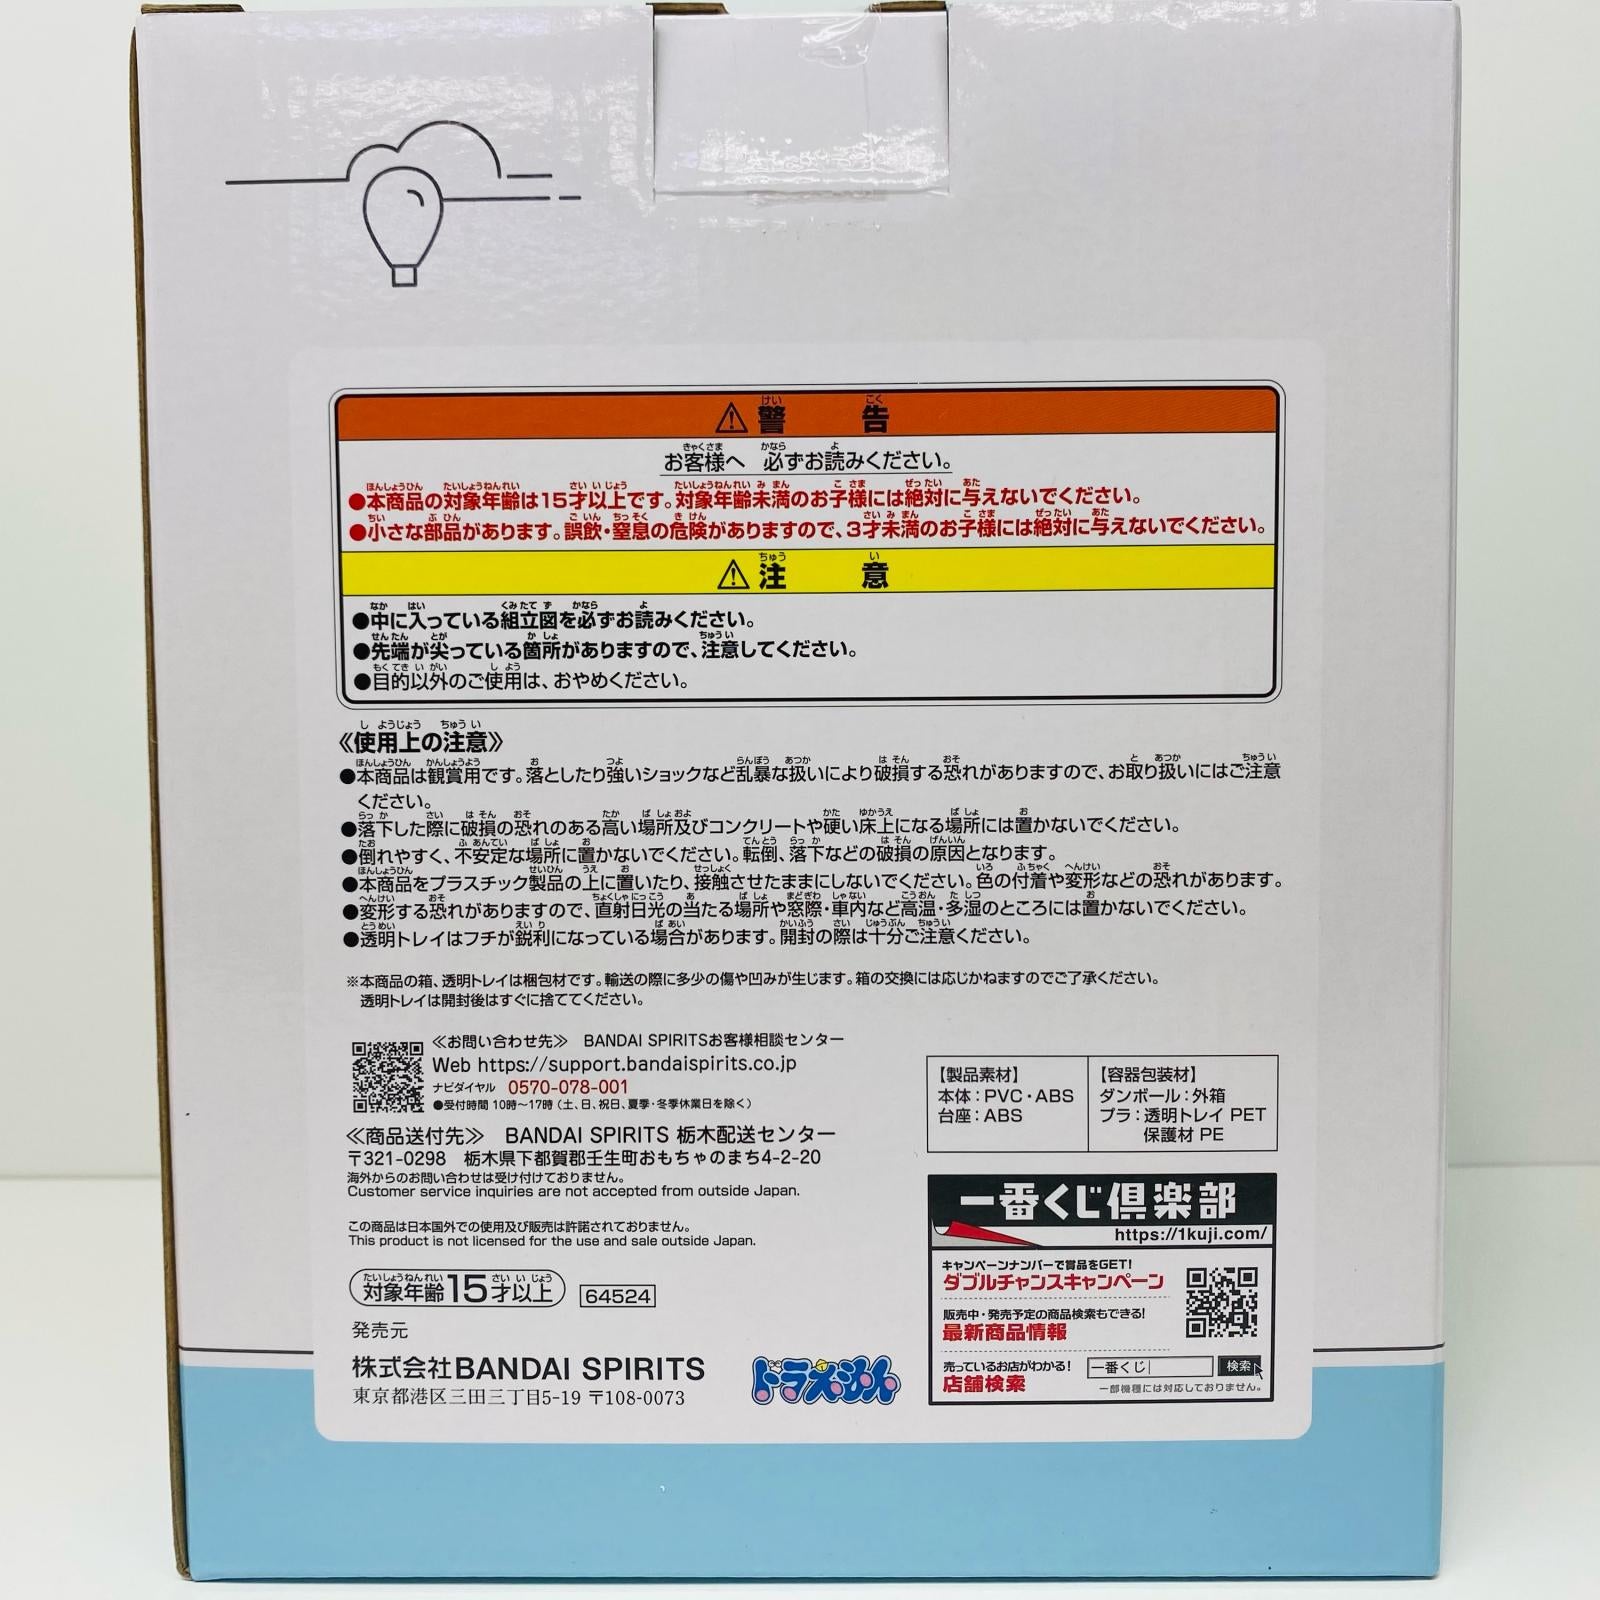 ⚠警告
お客様へ 必ずお読みください。
●本商品の対象年齢は15才以上です。対象年齢未満のお子様には絶対に与えないでください。
●小さな部品があります。誤飲・窒息の危険がありますので、3才未満のお子様には絶対に与えないでください。
⚠注意
●中に入っている組立図を必ずお読みください。
●先端が尖っている箇所がありますので、注意してください。
●目的以外のご使用は、おやめください。
《使用上の注意》
●本商品は観賞用です。落としたり強いショックなど乱暴な扱いにより破損する恐れがありますので、お取り扱いにはご注意
ください。
●落下した際に破損の恐れのある高い場所及びコンクリートや硬い床上になる場所には置かないでください。
●倒れやすく、不安定な場所に置かないでください。転倒、落下などの破損の原因となります。
●本商品をプラスチック製品の上に置いたり、接触させたままにしないでください。色の付着や変形などの恐れがあります。
●変形する恐れがありますので、直射日光の当たる場所や窓際・車内など高温・多湿のところには置かないでください。
●透明トレイはフチが鋭利になっている場合があります。開封の際は十分ご注意ください。
※本商品の箱、透明トレイは梱包材です。輸送の際に多少の傷や凹みが生じます。箱の交換には応じかねますのでご了承ください。
透明トレイは開封後はすぐに捨ててください。
≪お問い合わせ先≫ BANDAI SPIRITSお客様相談センター
Web https://support.bandaispirits.co.jp
ナビダイヤル 0570-078-001
●受付時間 10時〜17時(土、日、祝日、夏季・冬季休業日を除く)
≪商品送付先≫ BANDAI SPIRITS 栃木配送センター
〒321-0298 栃木県下都賀郡壬生町おもちゃのまち4-2-20
海外からのお問い合わせは受け付けておりません。
Customer service inquiries are not accepted from outside Japan.
この商品は日本国外での使用及び販売は許諾されておりません。
This product is not licensed for the use and sale outside Japan.
対象年齢15才以上 64524
発売元
株式会社BANDAI SPIRITS
東京都港区三田三丁目5-19 〒108-0073
ドラえもん
【製品素材】
本体：PVC・ABS
台座：ABS
【容器包装材】
ダンボール：外箱
プラ：透明トレイ PET
保護材 PE
一番くじ倶楽部
https://1kuji.com/
キャンペーンナンバーで賞品をGET!
ダブルチャンスキャンペーン
販売中・発売予定の商品検索もできる!
最新商品情報
売っているお店がわかる!
店舗検索
一番くじ 検索
一部機種には対応しておりません。